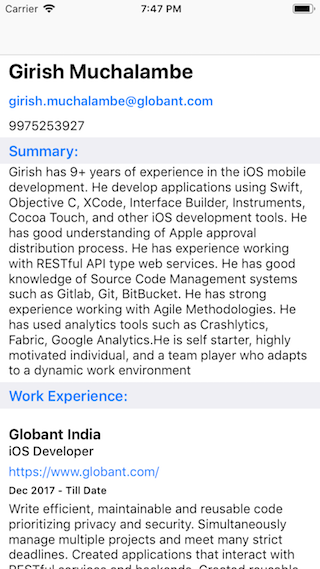 Carrier 7:47 PM
Girish Muchalambe
girish.muchalambe@globant.com
9975253927
Summary:
Girish has 9+ years of experience in the iOS mobile
development. He develop applications using Swift,
Objective C, XCode, Interface Builder, Instruments,
Cocoa Touch, and other iOS development tools. He
has good understanding of Apple approval
distribution process. He has experience working
with RESTful API type web services. He has good
knowledge of Source Code Management systems
such as Gitlab, Git, BitBucket. He has strong
experience working with Agile Methodologies. He
has used analytics tools such as Crashlytics,
Fabric, Google Analytics.He is self starter, highly
motivated individual, and a team player who adapts
to a dynamic work environment
Work Experience:
Globant India
iOS Developer
https://www.globant.com/
Dec 2017 - Till Date
Write efficient, maintainable and reusable code
prioritizing privacy and security. Simultaneously
manage multiple projects and meet many strict
deadlines. Created applications that interact with
RESTful services and backends. Created reusable